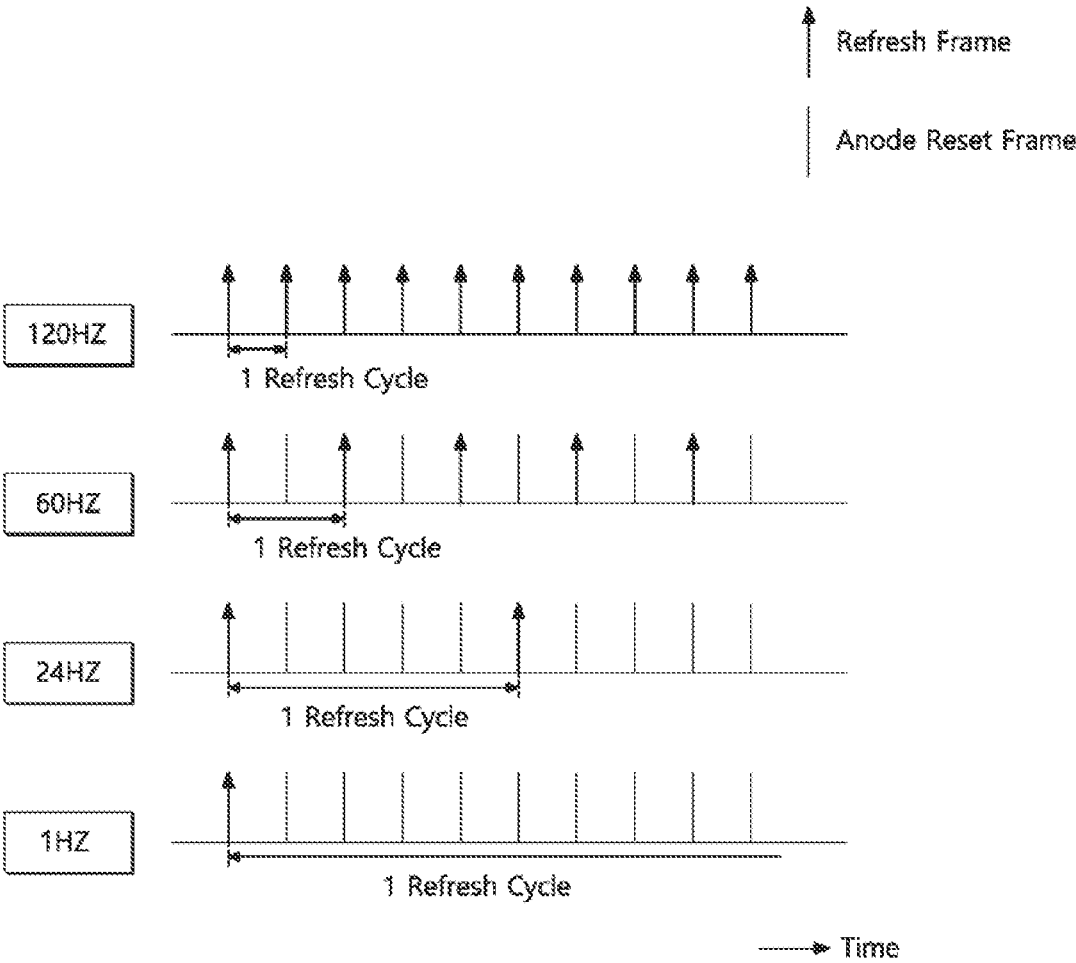 Refresh Frame
Anode Reset Frame
120HZ
1 Refresh Cycle
60HZ
1 Refresh Cycle
24HZ
1 Refresh Cycle
1HZ
1 Refresh Cycle
Time